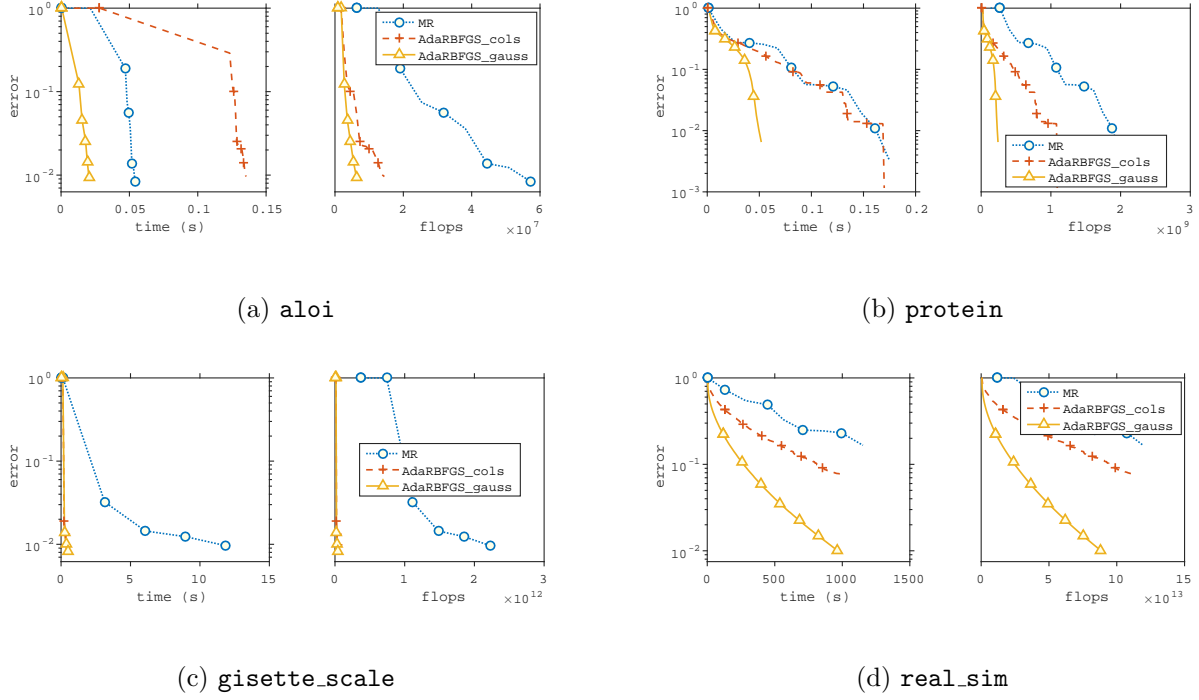 10^0
10^-1
10^-2
error
0 0.05 0.1 0.15
time (s)
MR
AdaRBFGS_cols
AdaRBFGS_gauss
0 2 4 6
flops ×10^7
(a) aloi
10^0
10^-1
10^-2
10^-3
error
0 0.05 0.1 0.15 0.2
time (s)
MR
AdaRBFGS_cols
AdaRBFGS_gauss
0 1 2 3
flops ×10^9
(b) protein
10^0
10^-1
10^-2
error
0 5 10 15
time (s)
MR
AdaRBFGS_cols
AdaRBFGS_gauss
0 1 2 3
flops ×10^12
(c) gisette_scale
10^0
10^-1
10^-2
error
0 500 1000 1500
time (s)
MR
AdaRBFGS_cols
AdaRBFGS_gauss
0 5 10 15
flops ×10^13
(d) real_sim